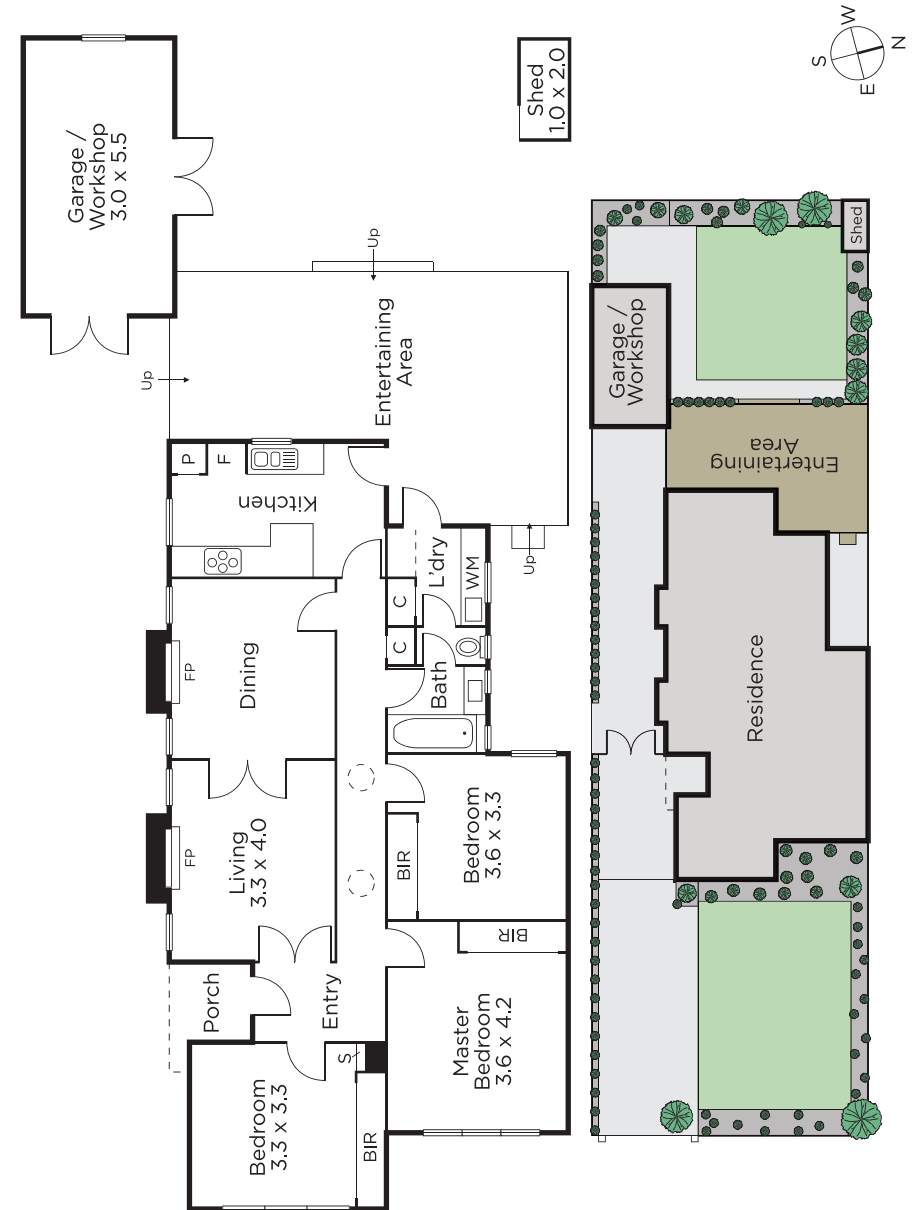 Garage /
Workshop
3.0 x 5.5
Shed
1.0 x 2.0
S
W
N
E
Up
Up
Entertaining
Area
P
F
Kitchen
Up
L'dry
WM
C
C
Bath
FP
Dining
FP
Living
3.3 x 4.0
BIR
Bedroom
3.6 x 3.3
BIR
Porch
Entry
Master
Bedroom
3.6 x 4.2
S
Bedroom
3.3 x 3.3
BIR
Shed
Garage /
Workshop
Entertaining
Area
Residence